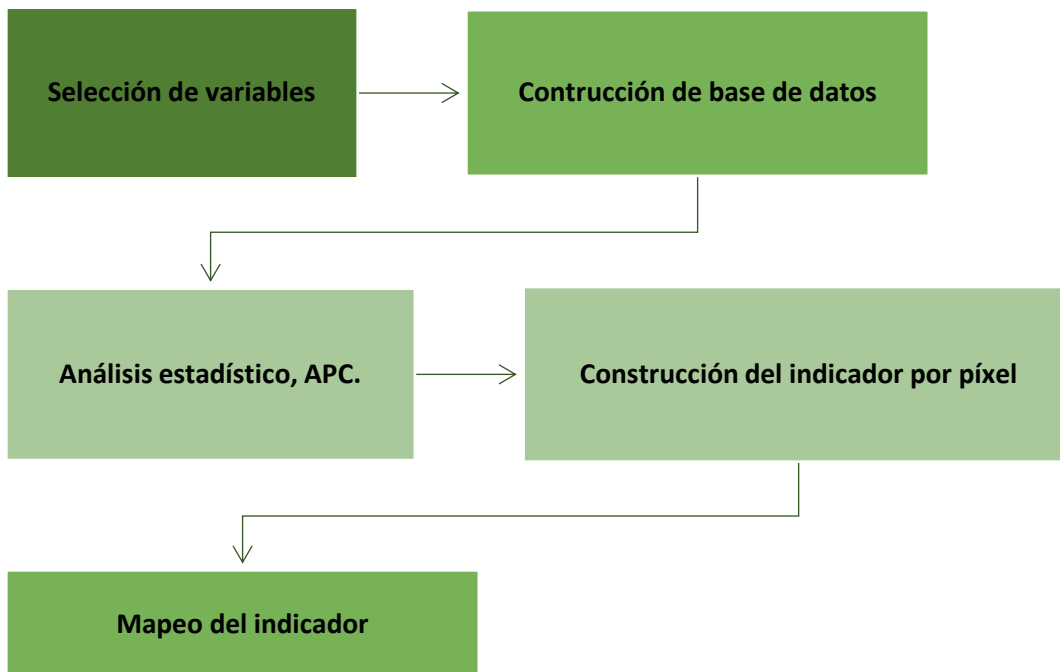 Selección de variables
Contrucción de base de datos
Análisis estadístico, APC.
Construcción del indicador por píxel
Mapeo del indicador